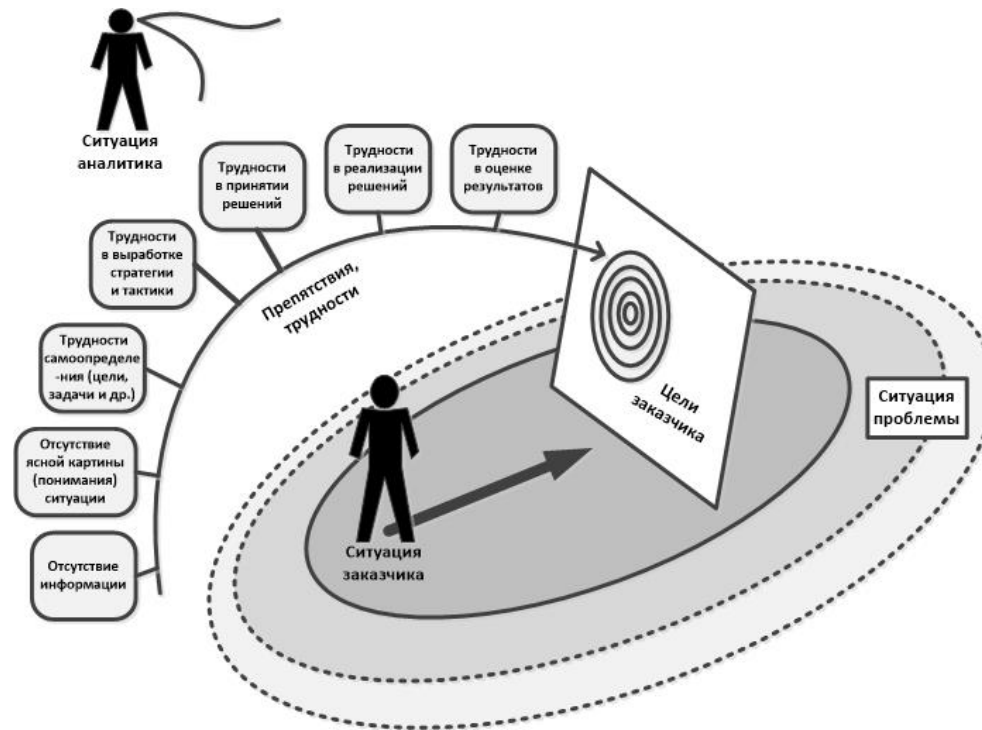 Ситуация
аналитика
Трудности
в принятии
решений
Трудности
в реализации
решений
Трудности
в оценке
результатов
Трудности
в выработке
стратегии
и тактики
Препятствия,
трудности
Трудности
самоопределе
-ния (цели,
задачи и др.)
Цели
заказчика
Ситуация
проблемы
Отсутствие
ясной картины
(понимания)
ситуации
Ситуация
заказчика
Отсутствие
информации